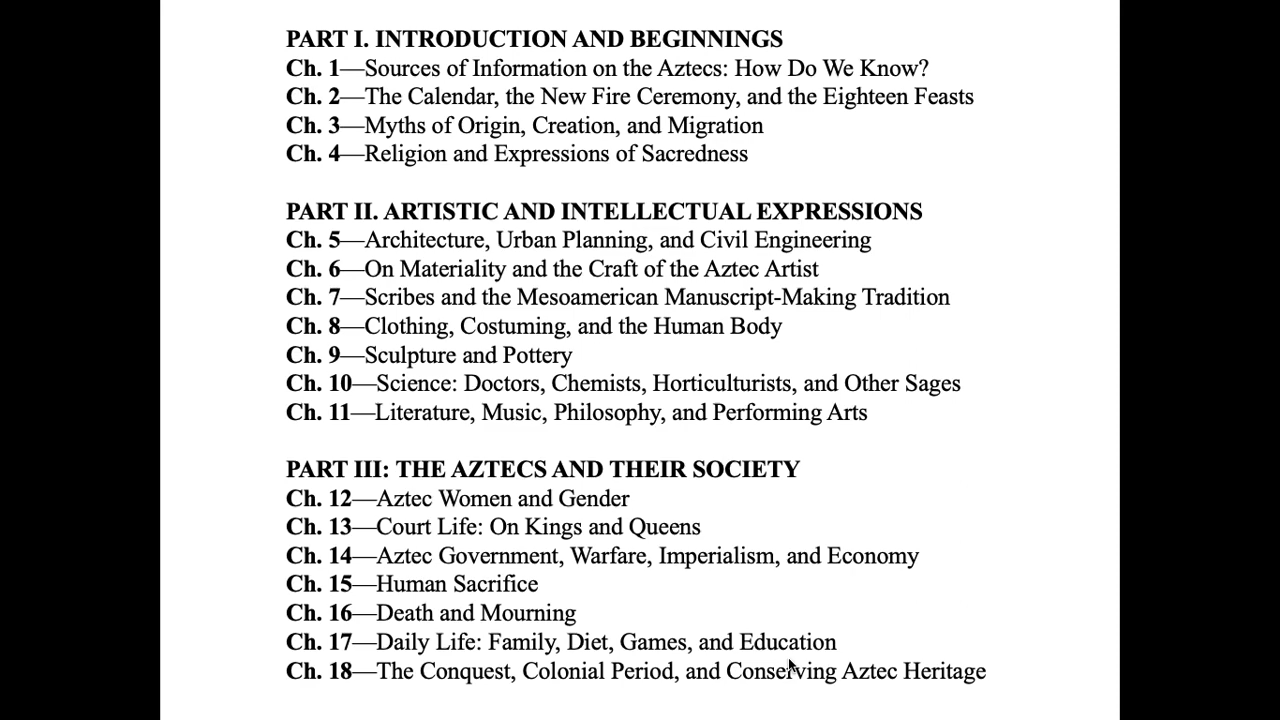 PART I. INTRODUCTION AND BEGINNINGS
Ch. 1—Sources of Information on the Aztecs: How Do We Know?
Ch. 2—The Calendar, the New Fire Ceremony, and the Eighteen Feasts
Ch. 3—Myths of Origin, Creation, and Migration
Ch. 4—Religion and Expressions of Sacredness
PART II. ARTISTIC AND INTELLECTUAL EXPRESSIONS
Ch. 5—Architecture, Urban Planning, and Civil Engineering
Ch. 6—On Materiality and the Craft of the Aztec Artist
Ch. 7—Scribes and the Mesoamerican Manuscript-Making Tradition
Ch. 8—Clothing, Costuming, and the Human Body
Ch. 9—Sculpture and Pottery
Ch. 10—Science: Doctors, Chemists, Horticulturists, and Other Sages
Ch. 11—Literature, Music, Philosophy, and Performing Arts
PART III: THE AZTECS AND THEIR SOCIETY
Ch. 12—Aztec Women and Gender
Ch. 13—Court Life: On Kings and Queens
Ch. 14—Aztec Government, Warfare, Imperialism, and Economy
Ch. 15—Human Sacrifice
Ch. 16—Death and Mourning
Ch. 17—Daily Life: Family, Diet, Games, and Education
Ch. 18—The Conquest, Colonial Period, and Conserving Aztec Heritage